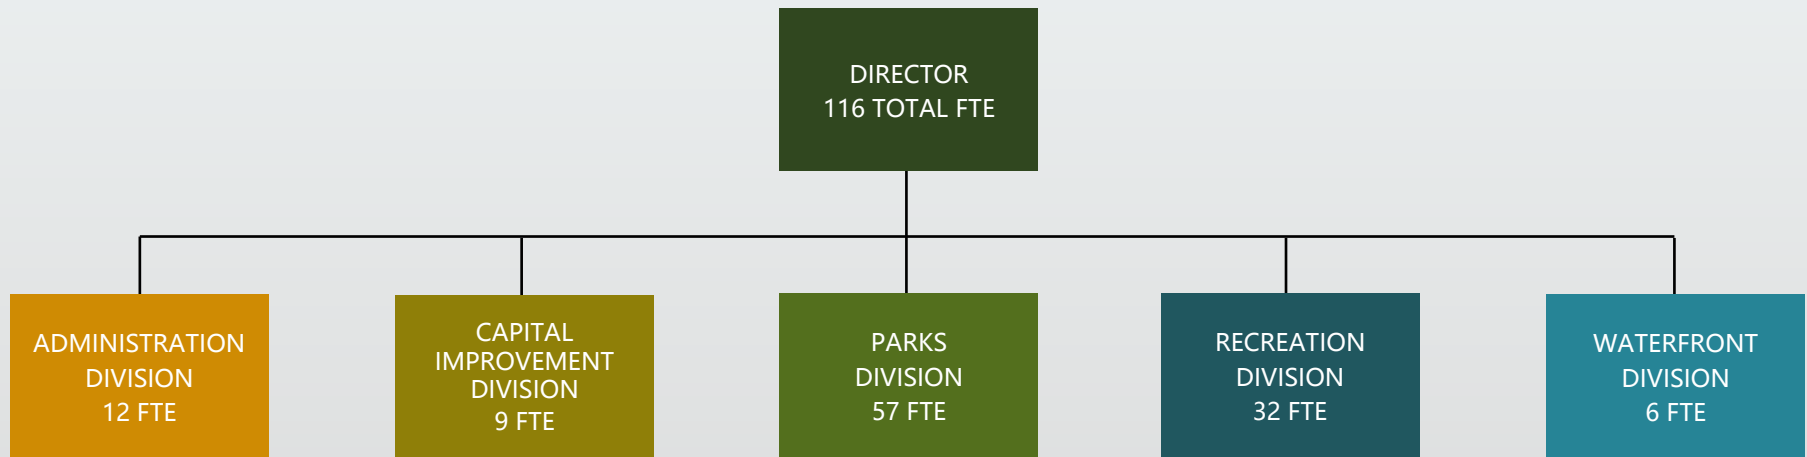 DIRECTOR
116 TOTAL FTE
ADMINISTRATION
DIVISION
12 FTE
CAPITAL
IMPROVEMENT
DIVISION
9 FTE
PARKS
DIVISION
57 FTE
RECREATION
DIVISION
32 FTE
WATERFRONT
DIVISION
6 FTE